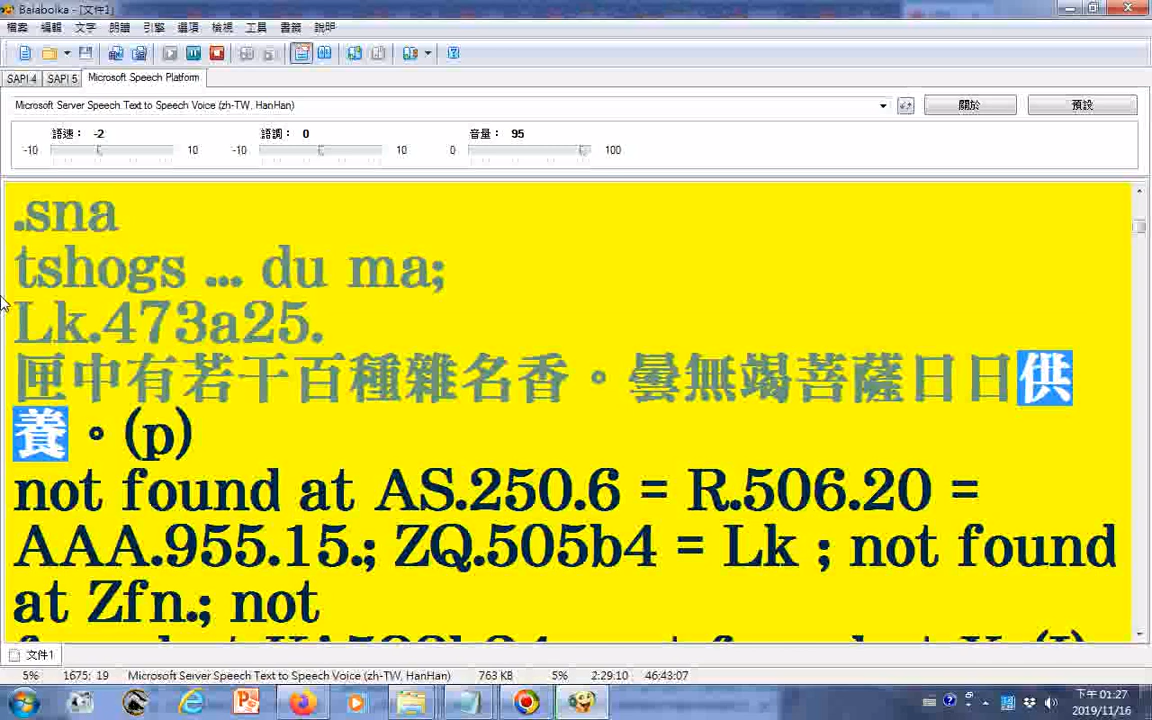 Balabolka - [文件1]
檔案 編輯 文字 朗讀 引擎 選項 檢視 工具 書籤 說明
SAPI 4 SAPI 5 Microsoft Speech Platform
Microsoft Server Speech Text to Speech Voice (zh-TW, HanHan) 關於 預設
語速： -2 語調： 0 音量： 95
-10 10 -10 10 0 100
.sna
tshogs ... du ma;
Lk.473a25.
匣中有若干百種雜名香。曇無竭菩薩日日供
養。(p)
not found at AS.250.6 = R.506.20 =
AAA.955.15.; ZQ.505b4 = Lk ; not found
at Zfn.; not
文件1
5% 1675: 19 Microsoft Server Speech Text to Speech Voice (zh-TW, HanHan) 763 KB 5% 2:29:10 46:43:07
下午 01:27
2019/11/16